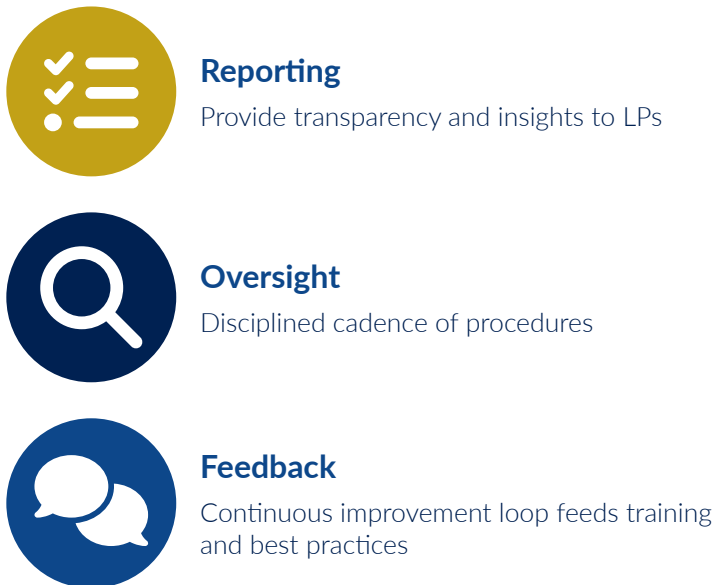 Reporting
Provide transparency and insights to LPs
Oversight
Disciplined cadence of procedures
Feedback
Continuous improvement loop feeds training
and best practices